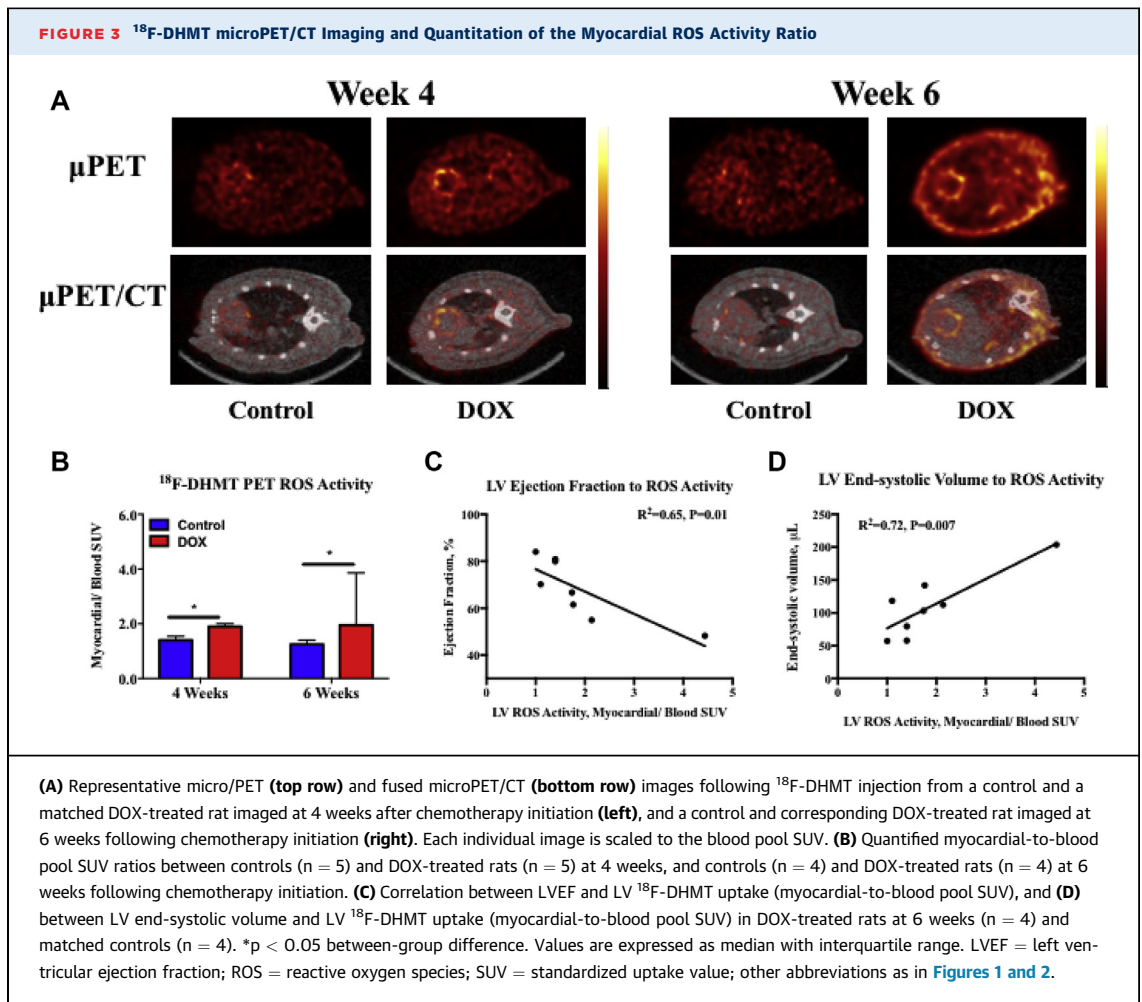 FIGURE 3 ¹⁸F-DHMT microPET/CT Imaging and Quantitation of the Myocardial ROS Activity Ratio
A
Week 4
Week 6
μPET
μPET/CT
Control
DOX
Control
DOX
B
¹⁸F-DHMT PET ROS Activity
Myocardial/ Blood SUV
6.0
4.0
2.0
0.0
Control
DOX
*
*
4 Weeks
6 Weeks
C
LV Ejection Fraction to ROS Activity
R²=0.65, P=0.01
Ejection Fraction, %
100
80
60
40
0 1 2 3 4 5
LV ROS Activity, Myocardial/ Blood SUV
D
LV End-systolic Volume to ROS Activity
R²=0.72, P=0.007
End-systolic volume, μL
250
200
150
100
50
0
0 1 2 3 4 5
LV ROS Activity, Myocardial/ Blood SUV
(A) Representative micro/PET (top row) and fused microPET/CT (bottom row) images following ¹⁸F-DHMT injection from a control and a
matched DOX-treated rat imaged at 4 weeks after chemotherapy initiation (left), and a control and corresponding DOX-treated rat imaged at
6 weeks following chemotherapy initiation (right). Each individual image is scaled to the blood pool SUV. (B) Quantified myocardial-to-blood
pool SUV ratios between controls (n = 5) and DOX-treated rats (n = 5) at 4 weeks, and controls (n = 4) and DOX-treated rats (n = 4) at 6
weeks following chemotherapy initiation. (C) Correlation between LVEF and LV ¹⁸F-DHMT uptake (myocardial-to-blood pool SUV), and (D)
between LV end-systolic volume and LV ¹⁸F-DHMT uptake (myocardial-to-blood pool SUV) in DOX-treated rats at 6 weeks (n = 4) and
matched controls (n = 4). *p < 0.05 between-group difference. Values are expressed as median with interquartile range. LVEF = left ven-
tricular ejection fraction; ROS = reactive oxygen species; SUV = standardized uptake value; other abbreviations as in Figures 1 and 2.